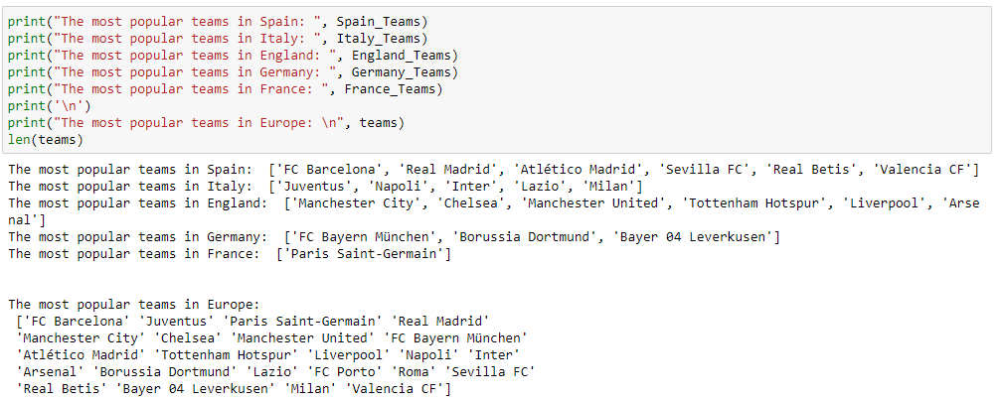 print("The most popular teams in Spain: ", Spain_Teams)
print("The most popular teams in Italy: ", Italy_Teams)
print("The most popular teams in England: ", England_Teams)
print("The most popular teams in Germany: ", Germany_Teams)
print("The most popular teams in France: ", France_Teams)
print('\n')
print("The most popular teams in Europe: \n", teams)
len(teams)
The most popular teams in Spain:  ['FC Barcelona', 'Real Madrid', 'Atlético Madrid', 'Sevilla FC', 'Real Betis', 'Valencia CF']
The most popular teams in Italy:  ['Juventus', 'Napoli', 'Inter', 'Lazio', 'Milan']
The most popular teams in England:  ['Manchester City', 'Chelsea', 'Manchester United', 'Tottenham Hotspur', 'Liverpool', 'Arse
nal']
The most popular teams in Germany:  ['FC Bayern München', 'Borussia Dortmund', 'Bayer 04 Leverkusen']
The most popular teams in France:  ['Paris Saint-Germain']
The most popular teams in Europe:
 ['FC Barcelona' 'Juventus' 'Paris Saint-Germain' 'Real Madrid'
 'Manchester City' 'Chelsea' 'Manchester United' 'FC Bayern München'
 'Atlético Madrid' 'Tottenham Hotspur' 'Liverpool' 'Napoli' 'Inter'
 'Arsenal' 'Borussia Dortmund' 'Lazio' 'FC Porto' 'Roma' 'Sevilla FC'
 'Real Betis' 'Bayer 04 Leverkusen' 'Milan' 'Valencia CF']